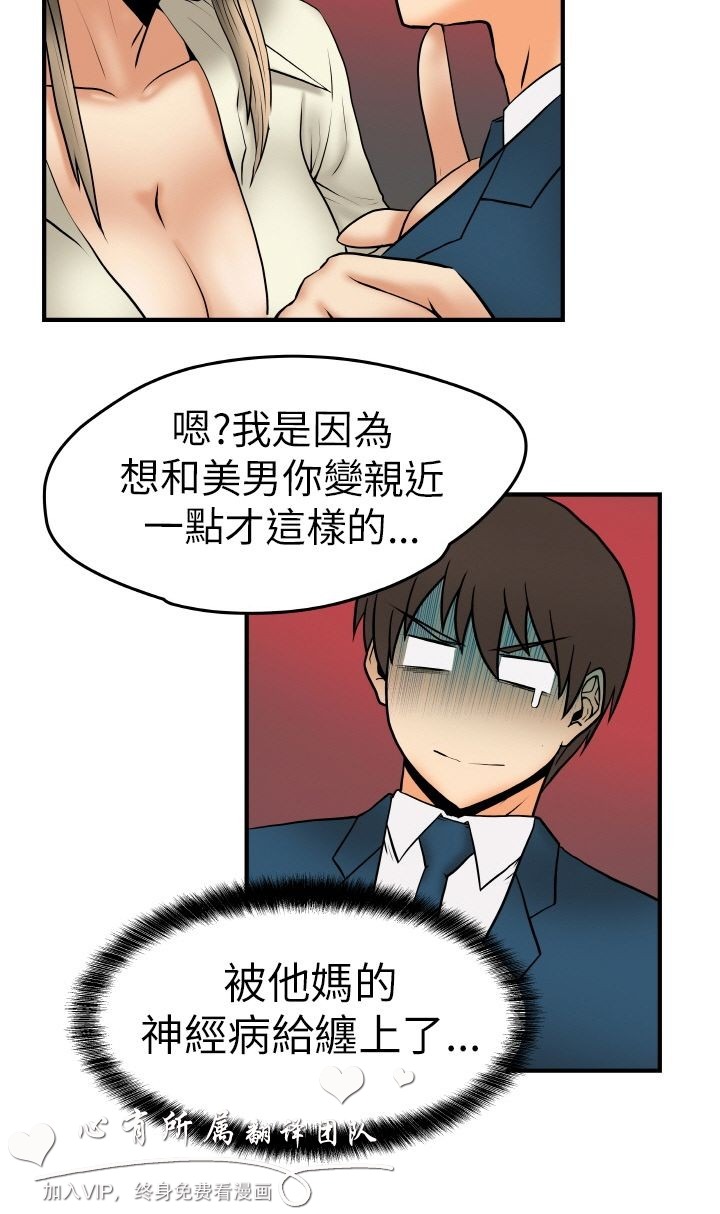 嗯?我是因為
想和美男你變親近
一點才這樣的...
被他媽的
神經病給纏上了...
心有所属翻译团队
加入VIP，终身免费看漫画